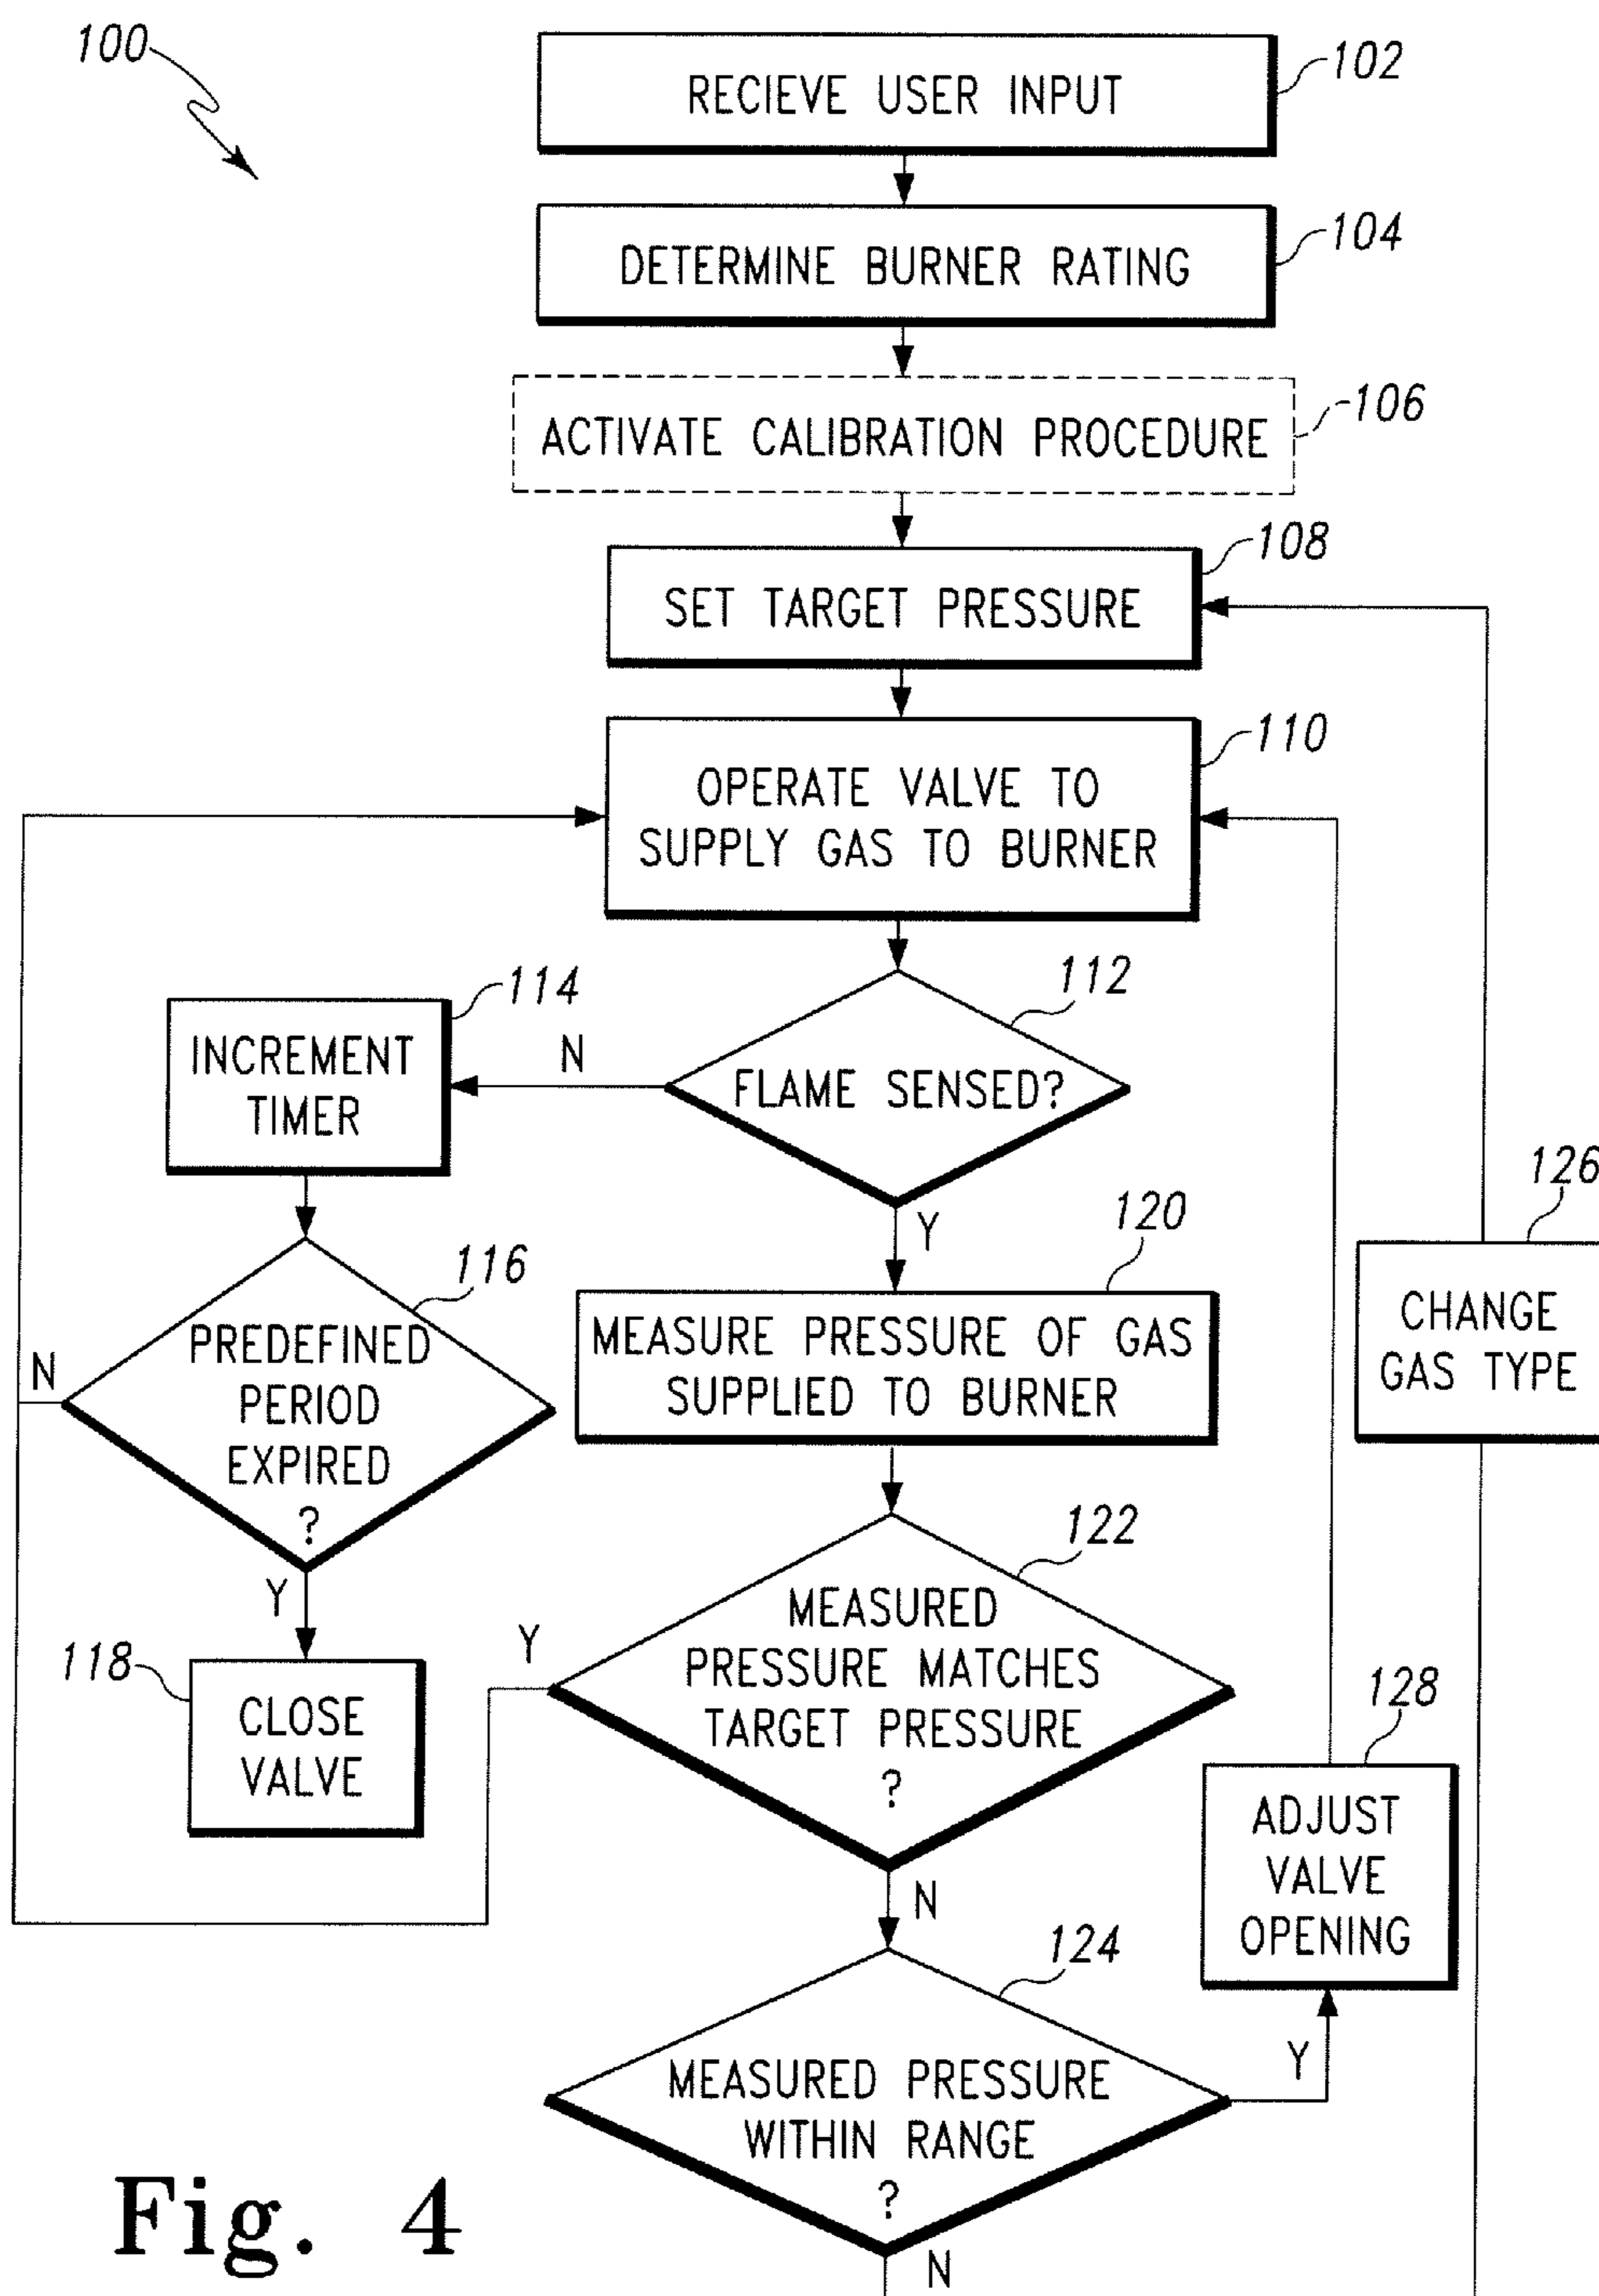 100
RECIEVE USER INPUT
102
DETERMINE BURNER RATING
104
ACTIVATE CALIBRATION PROCEDURE
106
SET TARGET PRESSURE
108
OPERATE VALVE TO
SUPPLY GAS TO BURNER
110
FLAME SENSED?
112
N
Y
INCREMENT
TIMER
114
PREDEFINED
PERIOD
EXPIRED
?
116
N
Y
CLOSE
VALVE
118
MEASURE PRESSURE OF GAS
SUPPLIED TO BURNER
120
MEASURED
PRESSURE MATCHES
TARGET PRESSURE
?
122
Y
N
MEASURED PRESSURE
WITHIN RANGE
?
124
Y
N
CHANGE
GAS TYPE
126
ADJUST
VALVE
OPENING
128
Fig. 4